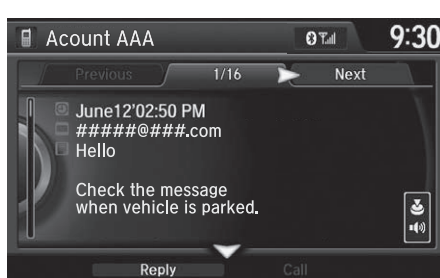 Acount AAA
9:30
Previous
1/16
Next
June12'02:50 PM
#####@###.com
Hello
Check the message
when vehicle is parked.
Reply
Call